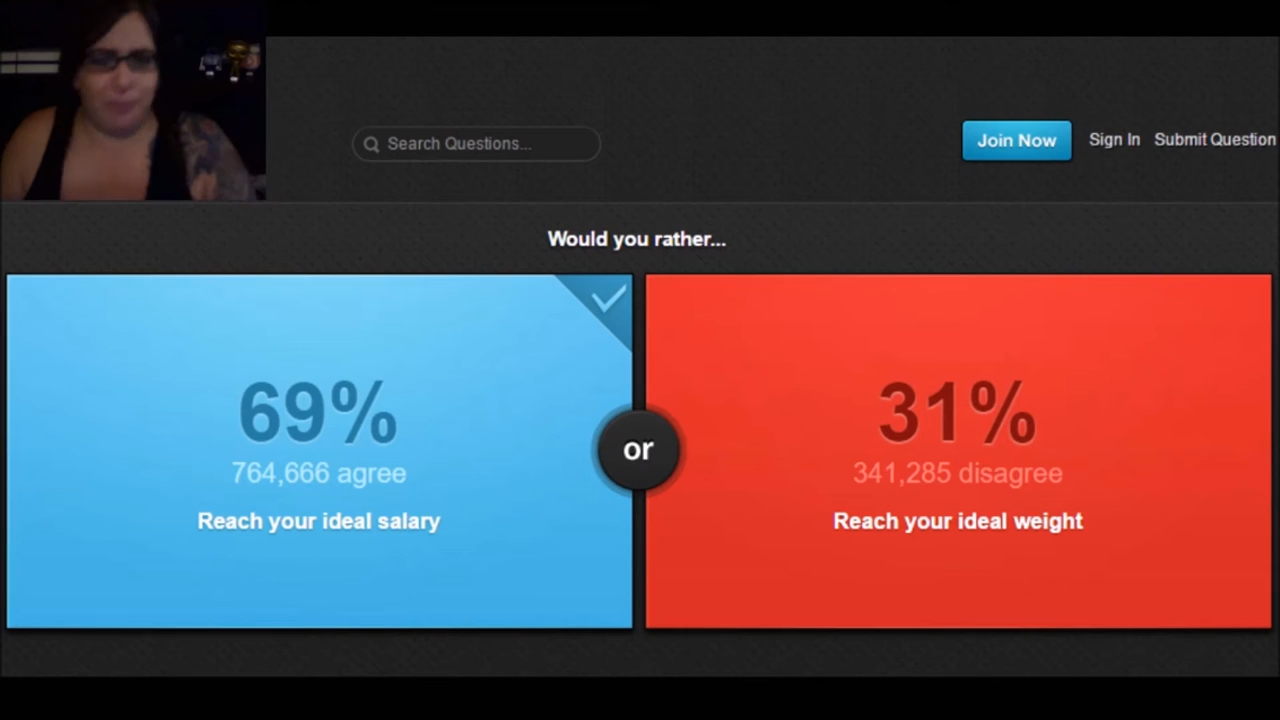 Search Questions...
Join Now
Sign In
Submit Question
Would you rather...
69%
764,666 agree
Reach your ideal salary
or
31%
341,285 disagree
Reach your ideal weight